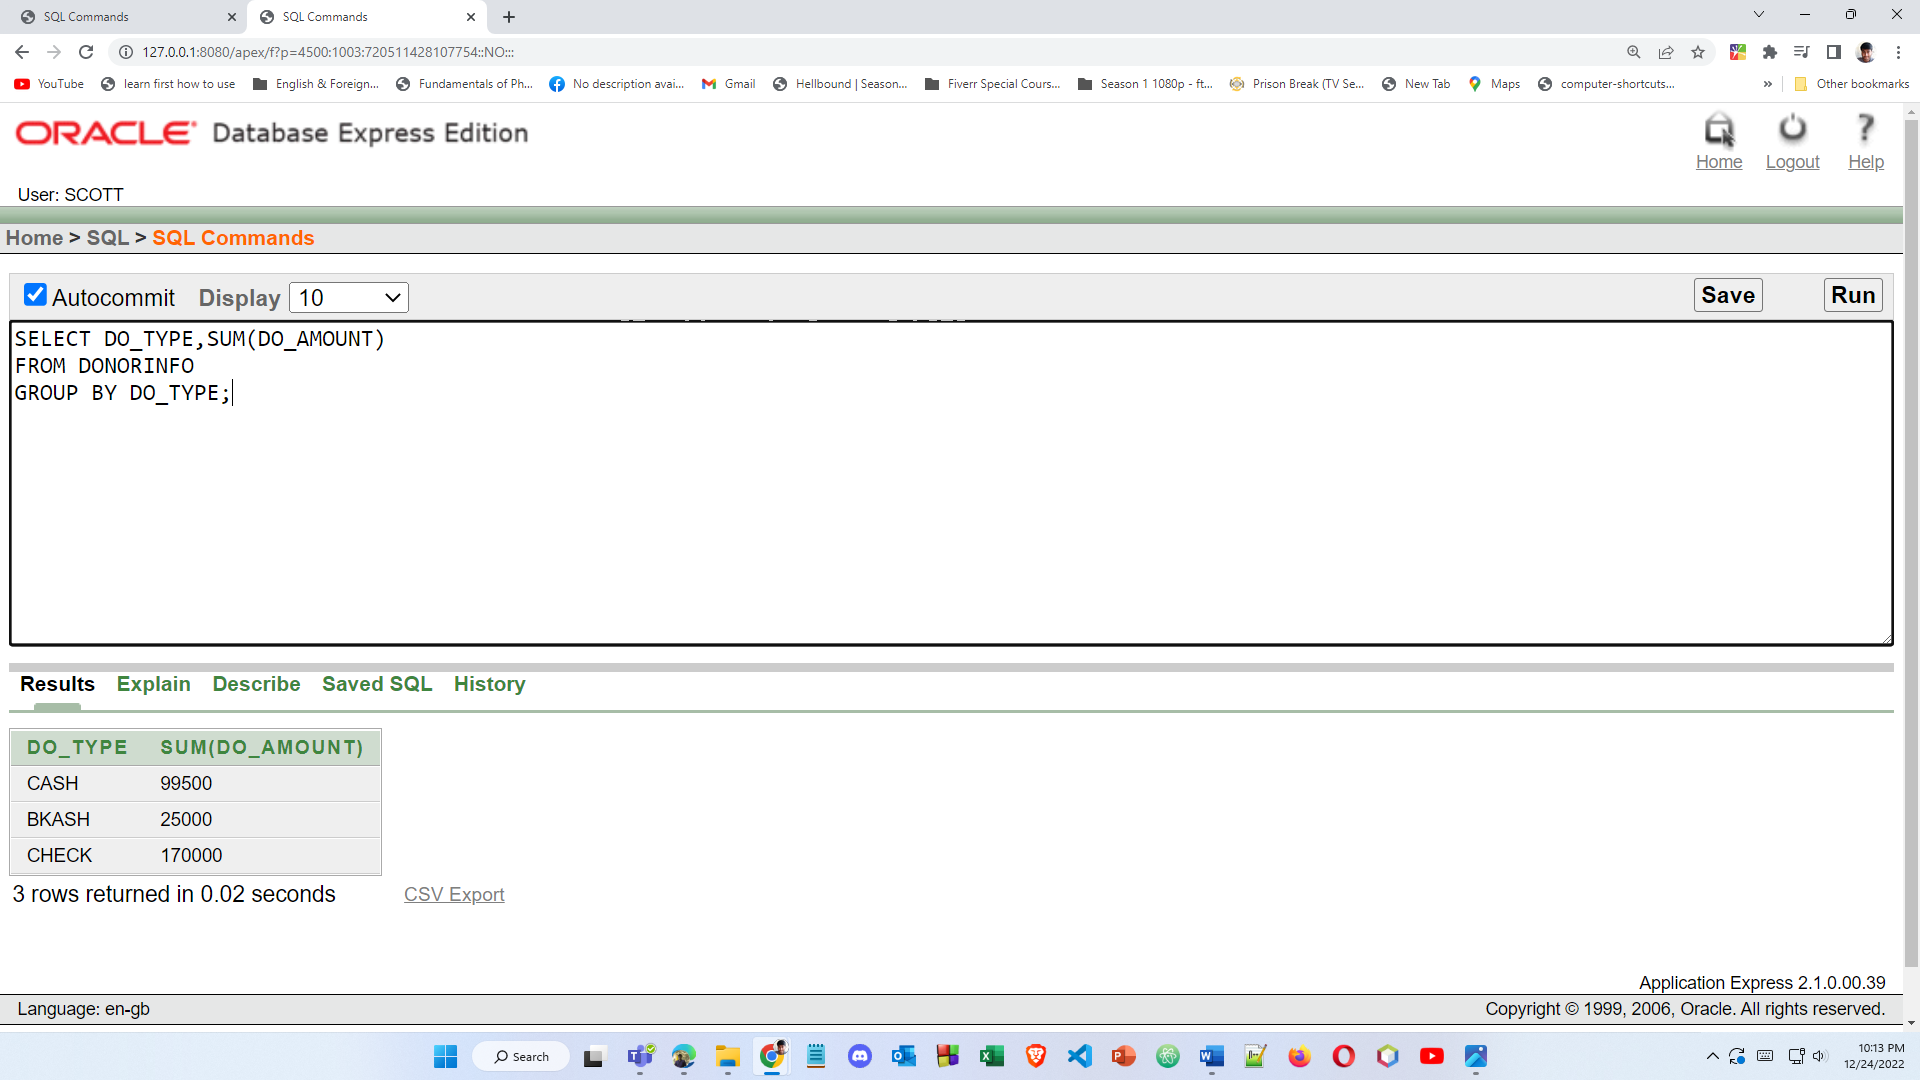 SQL Commands
SQL Commands
127.0.0.1:8080/apex/f?p=4500:1003:720511428107754::NO:::
YouTube
learn first how to use
English & Foreign...
Fundamentals of Ph...
No description avai...
Gmail
Hellbound | Season...
Fiverr Special Cours...
Season 1 1080p - ft...
Prison Break (TV Se...
New Tab
Maps
computer-shortcuts...
»
Other bookmarks
ORACLE Database Express Edition
Home
Logout
? Help
User: SCOTT
Home > SQL > SQL Commands
Autocommit
Display
10
Save
Run
SELECT DO_TYPE,SUM(DO_AMOUNT)
FROM DONORINFO
GROUP BY DO_TYPE;
Results
Explain
Describe
Saved SQL
History
DO_TYPE SUM(DO_AMOUNT)
CASH 99500
BKASH 25000
CHECK 170000
3 rows returned in 0.02 seconds
CSV Export
Application Express 2.1.0.00.39
Language: en-gb
Copyright © 1999, 2006, Oracle. All rights reserved.
Search
10:13 PM
12/24/2022